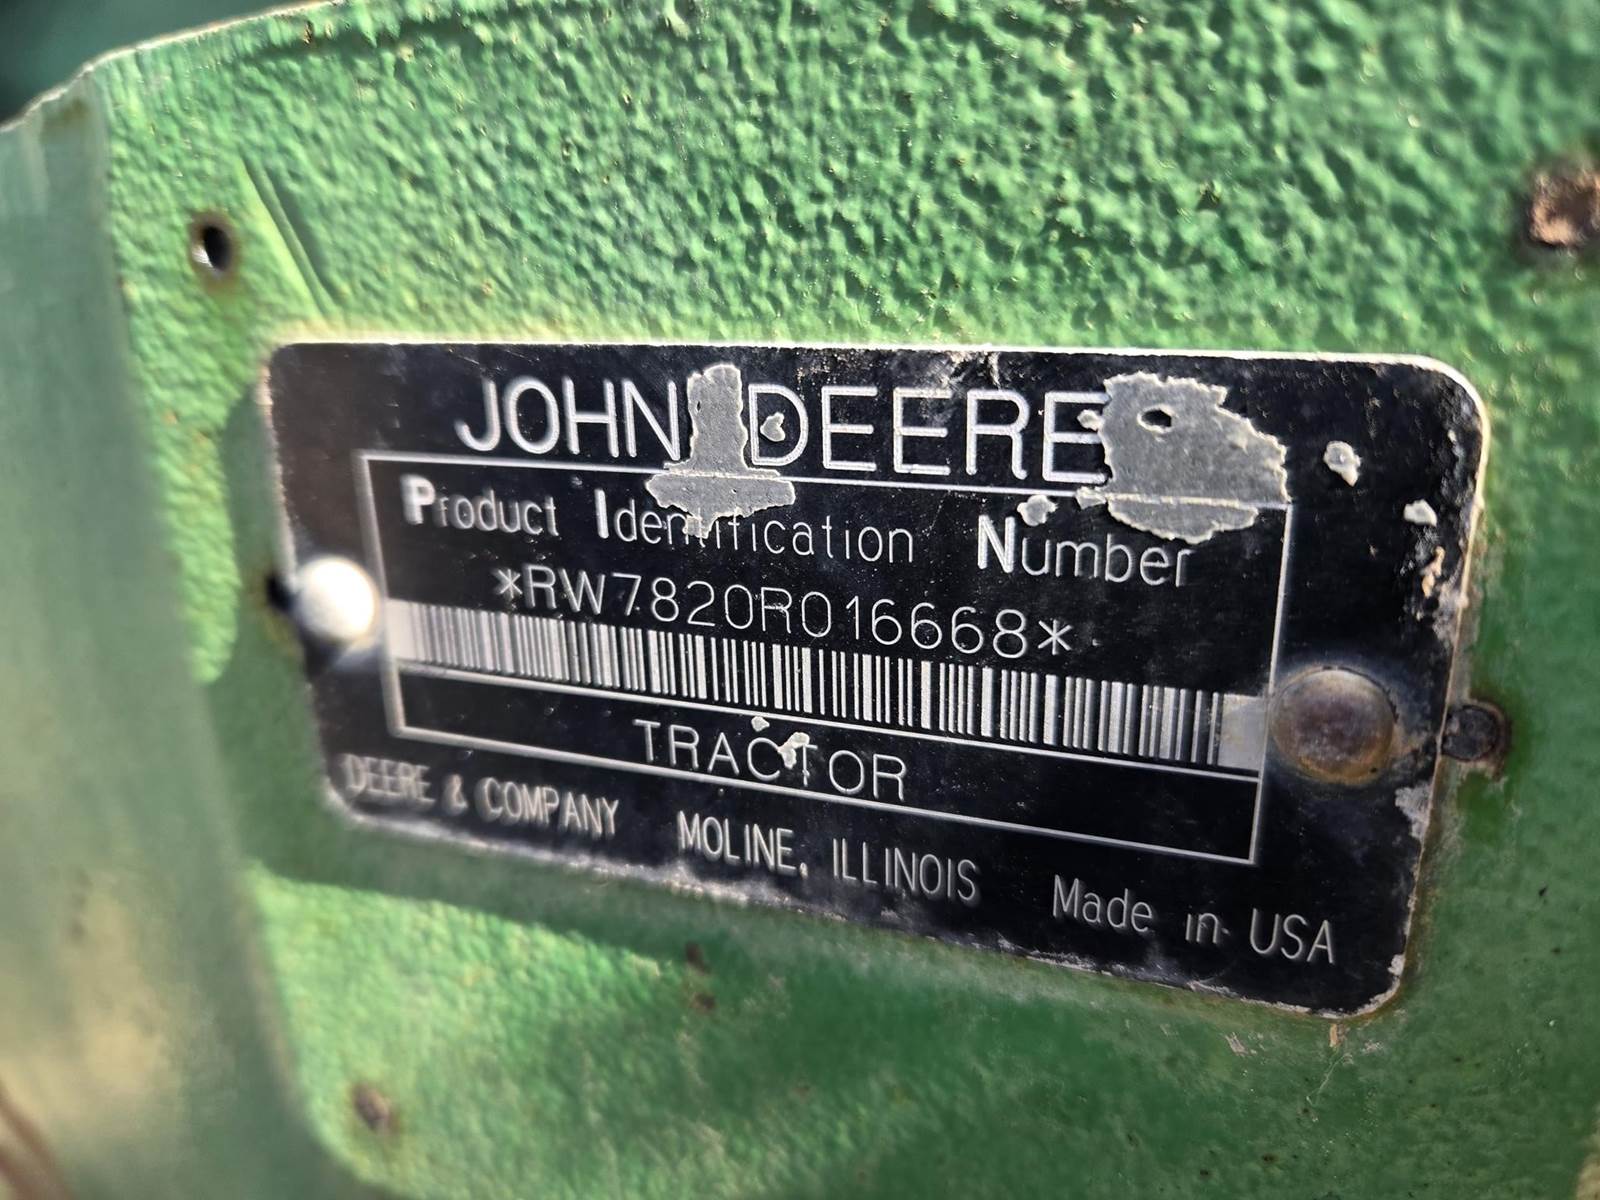 JOHN DEERE
Product Identification Number
*RW7820R016668*
TRACTOR
DEERE & COMPANY MOLINE, ILLINOIS Made in USA